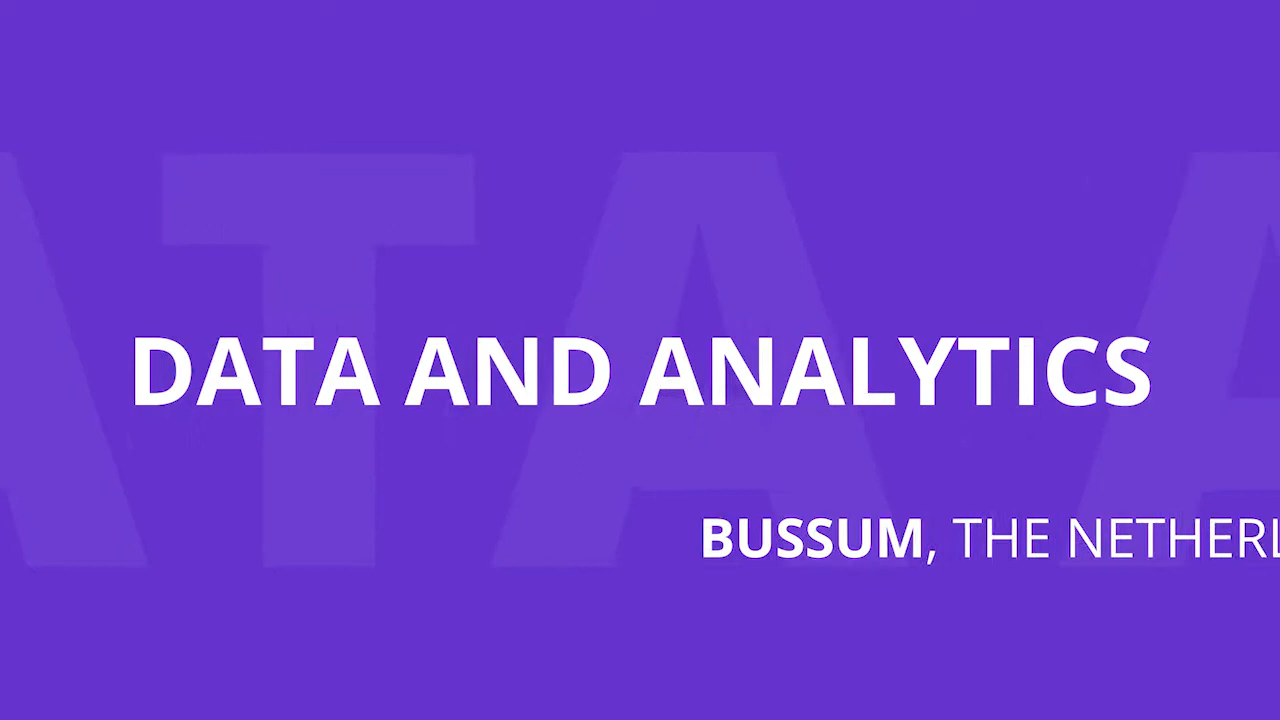 DATA AND ANALYTICS
BUSSUM, THE NETHERL